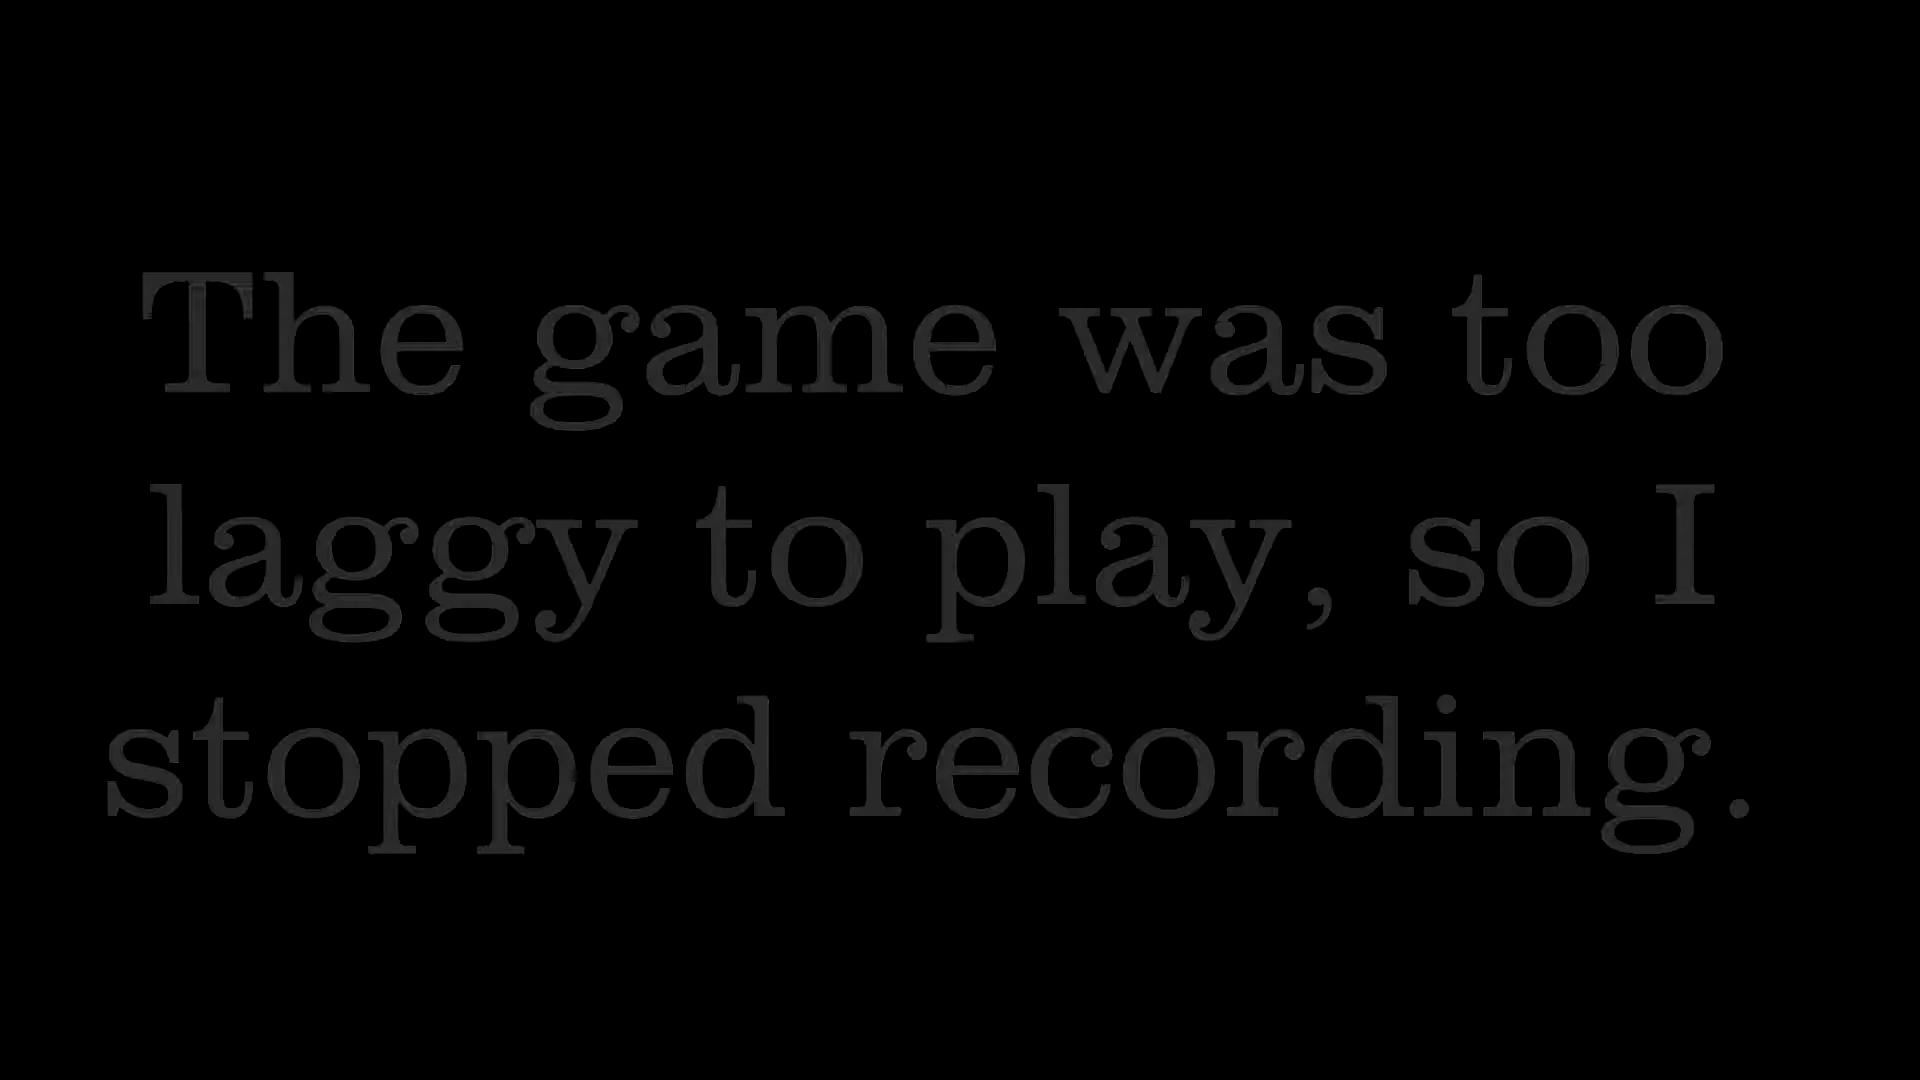 The game was too
laggy to play, so I
stopped recording.